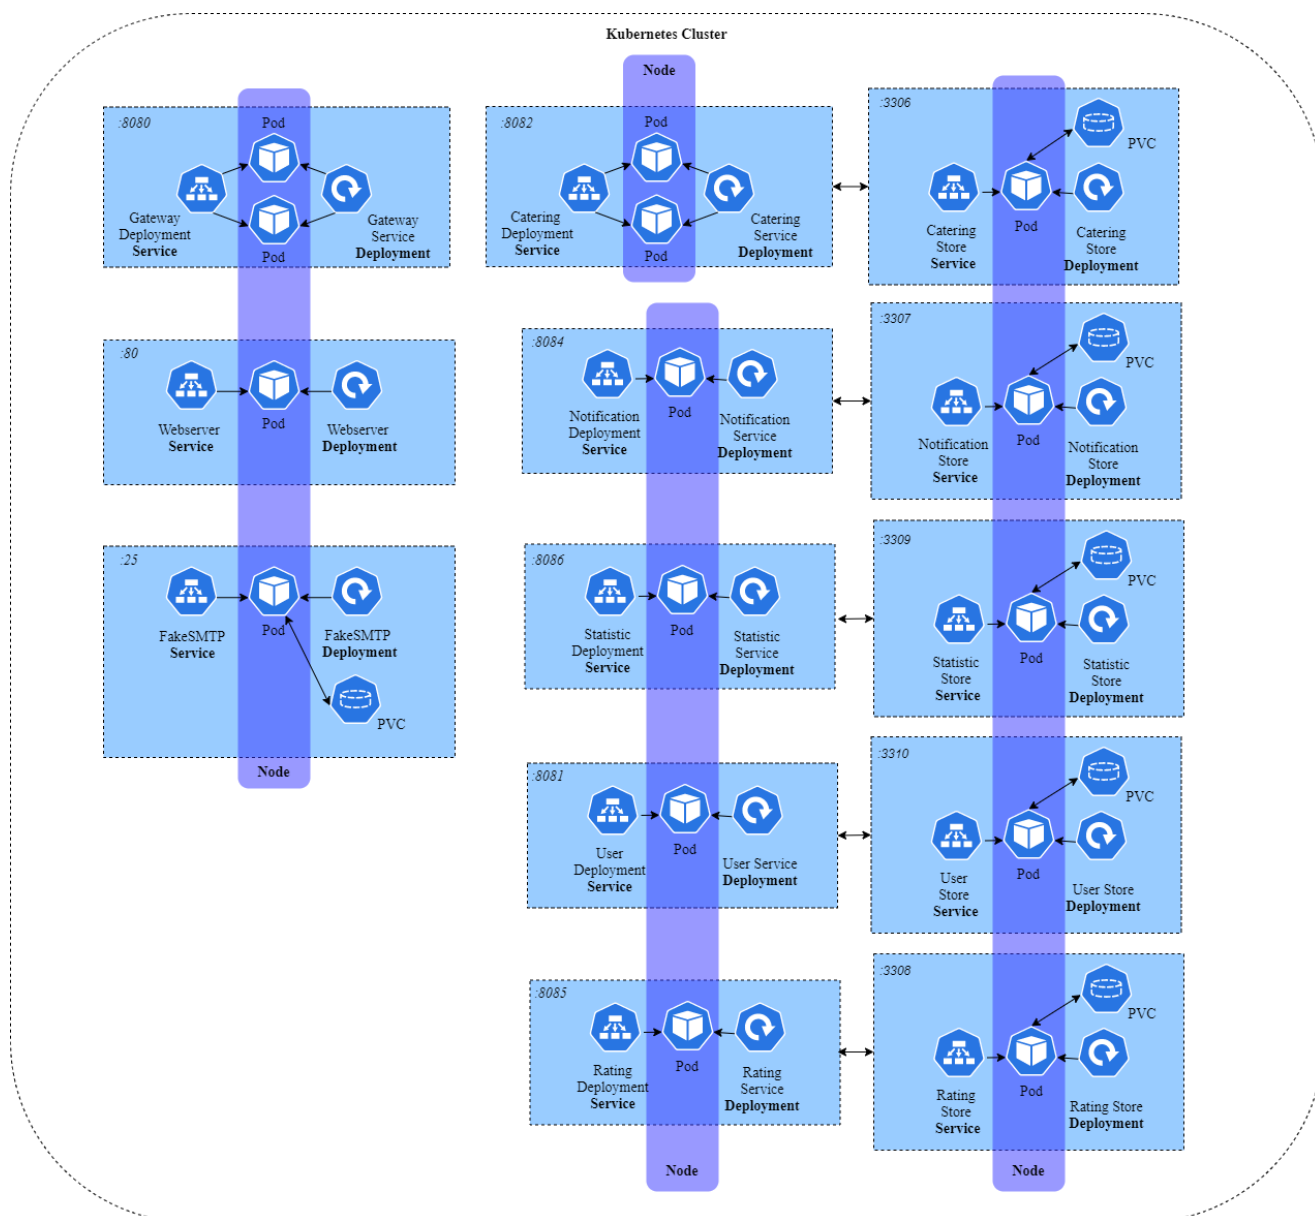 Kubernetes Cluster
:8080
Pod
Gateway
Deployment
Service
Gateway
Service
Deployment
Pod
:80
Webserver
Service
Pod
Webserver
Deployment
:25
FakeSMTP
Service
Pod
FakeSMTP
Deployment
PVC
Node
Node
:8082
Pod
Catering
Deployment
Service
Catering
Service
Deployment
Pod
:3306
PVC
Catering
Store
Service
Pod
Catering
Store
Deployment
:8084
Notification
Deployment
Service
Pod
Notification
Service
Deployment
:3307
PVC
Notification
Store
Service
Pod
Notification
Store
Deployment
:8086
Statistic
Deployment
Service
Pod
Statistic
Service
Deployment
:3309
PVC
Statistic
Store
Service
Pod
Statistic
Store
Deployment
:8081
User
Deployment
Service
Pod
User Service
Deployment
:3310
PVC
User
Store
Service
Pod
User Store
Deployment
:8085
Rating
Deployment
Service
Pod
Rating
Service
Deployment
:3308
PVC
Rating
Store
Service
Pod
Rating Store
Deployment
Node
Node